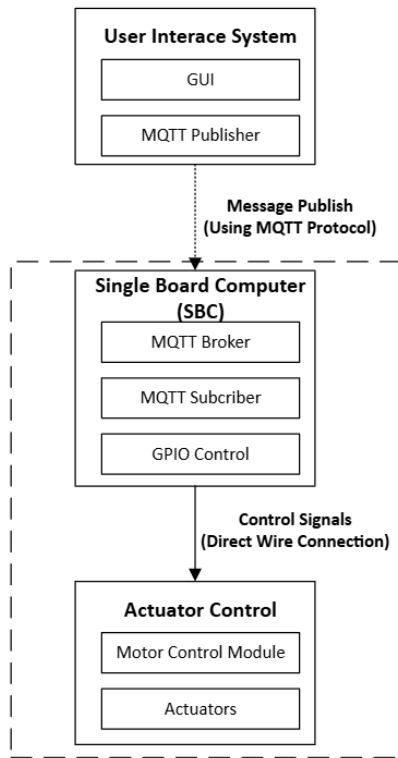 User Interace System
GUI
MQTT Publisher
Message Publish
(Using MQTT Protocol)
Single Board Computer
(SBC)
MQTT Broker
MQTT Subcriber
GPIO Control
Control Signals
(Direct Wire Connection)
Actuator Control
Motor Control Module
Actuators